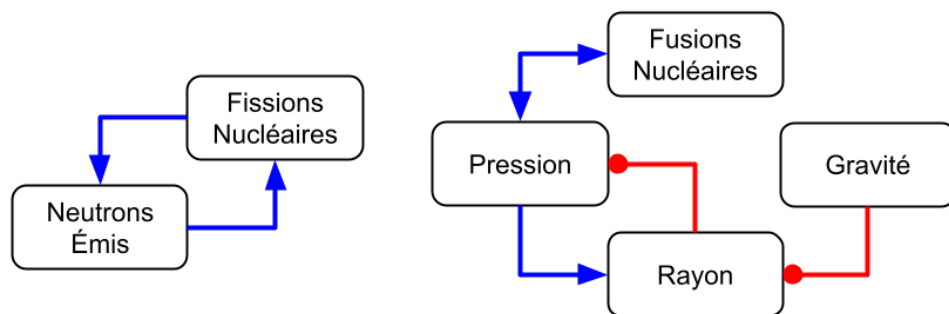 Fissions
Nucléaires
Neutrons
Émis
Fusions
Nucléaires
Pression
Gravité
Rayon